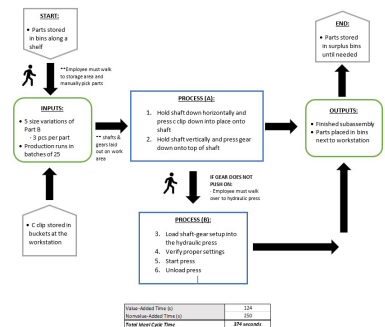 START:
• Parts stored
in bins along a
shelf
**Employee must walk
to storage area and
manually pick parts
END:
• Parts stored
in surplus bins
until needed
INPUTS:
• 5 size variations of
Part B
- 3 pcs per part
• Production runs in
batches of 25
** shafts &
gears laid
out on work
area
PROCESS (A):
1. Hold shaft down horizontally and
press c clip down into place onto
shaft
2. Hold shaft vertically and press gear
down onto top of shaft
OUTPUTS:
• Finished subassembly
• Parts placed in bins
next to workstation
IF GEAR DOES NOT
PUSH ON:
- Employee must walk
over to hydraulic press
• C clip stored in
buckets at the
workstation
PROCESS (B):
3. Load shaft-gear setup into
the hydraulic press
4. Verify proper settings
5. Start press
6. Unload press
Value-Added Time (s) 124
Nonvalue-Added Time (s) 250
Total Ideal Cycle Time 374 seconds